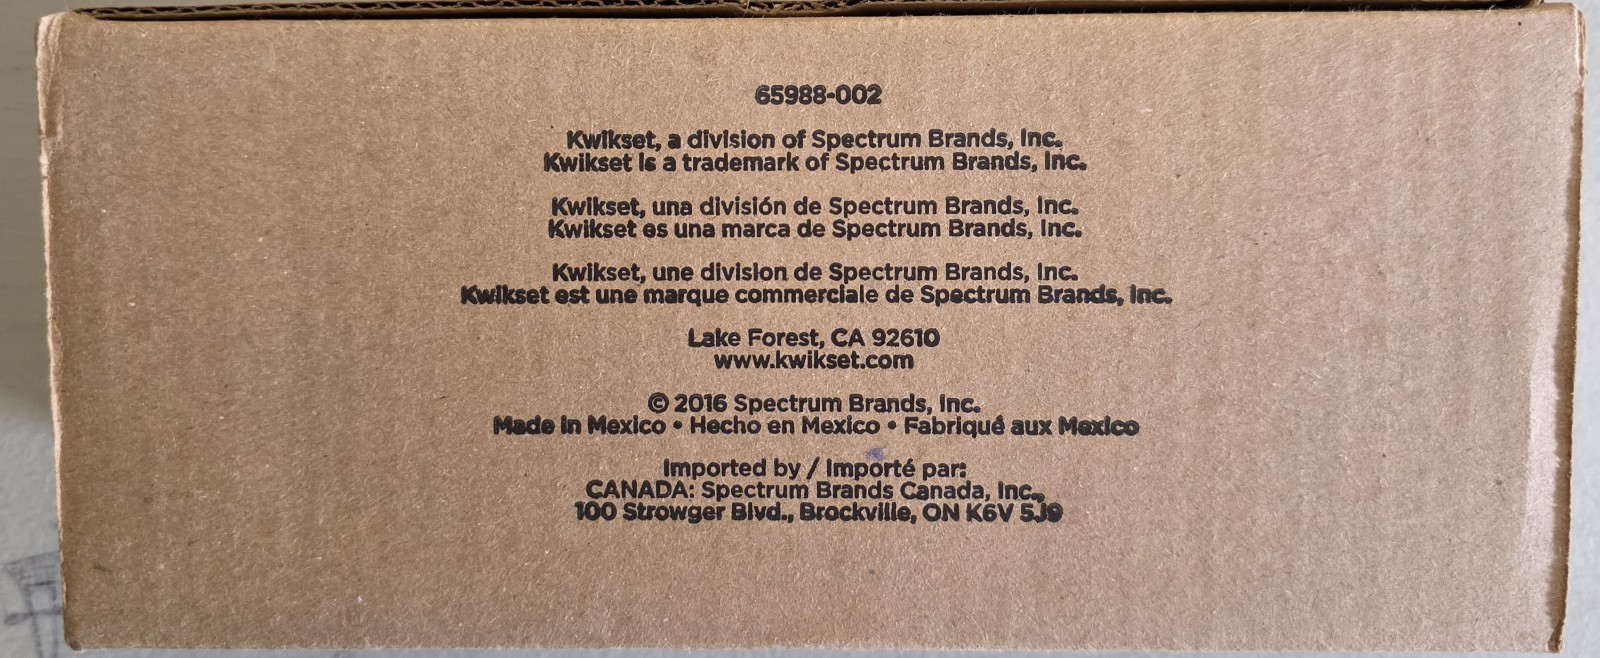 65988-002
Kwikset, a division of Spectrum Brands, Inc.
Kwikset is a trademark of Spectrum Brands, Inc.
Kwikset, una división de Spectrum Brands, Inc.
Kwikset es una marca de Spectrum Brands, Inc.
Kwikset, une division de Spectrum Brands, Inc.
Kwikset est une marque commerciale de Spectrum Brands, Inc.
Lake Forest, CA 92610
www.kwikset.com
© 2016 Spectrum Brands, Inc.
Made in Mexico • Hecho en Mexico • Fabriqué aux Mexico
Imported by / Importé par:
CANADA: Spectrum Brands Canada, Inc.,
100 Strowger Blvd., Brockville, ON K6V 5J9